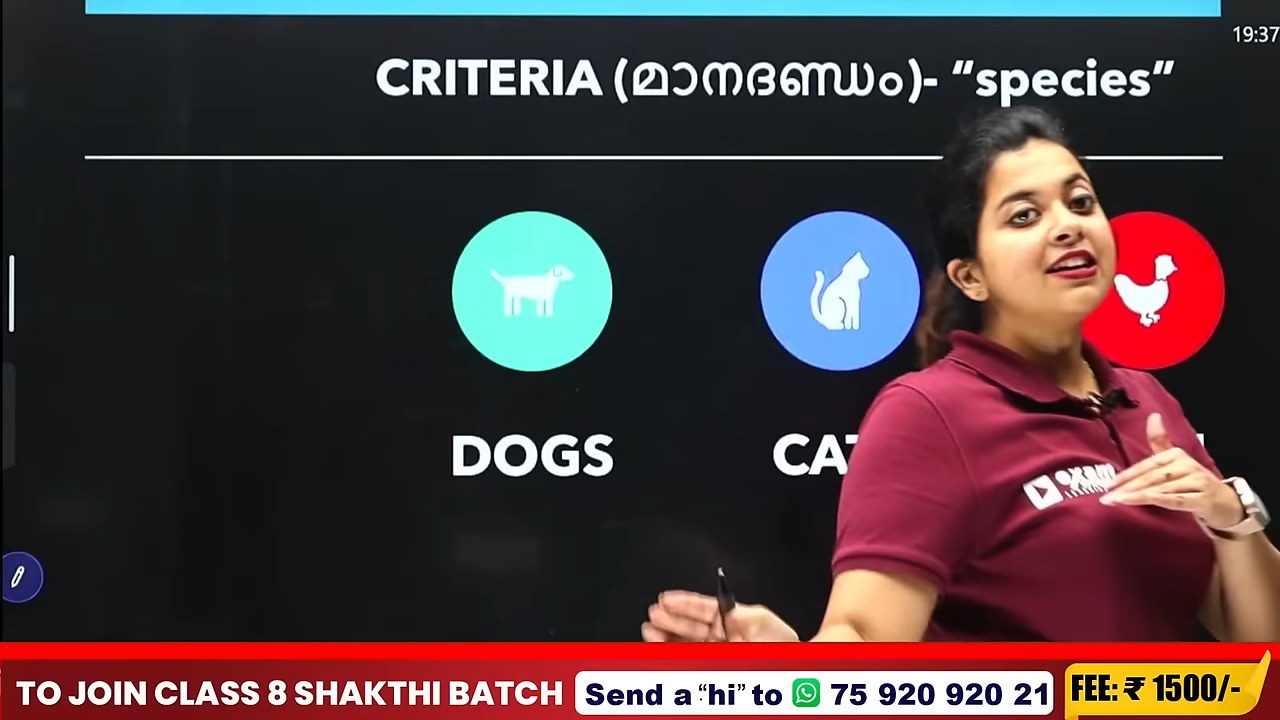 19:37
CRITERIA (മാനദണ്ഡം)- “species”
DOGS
TO JOIN CLASS 8 SHAKTHI BATCH
Send a “hi” to 75 920 920 21
FEE: ₹ 1500/-